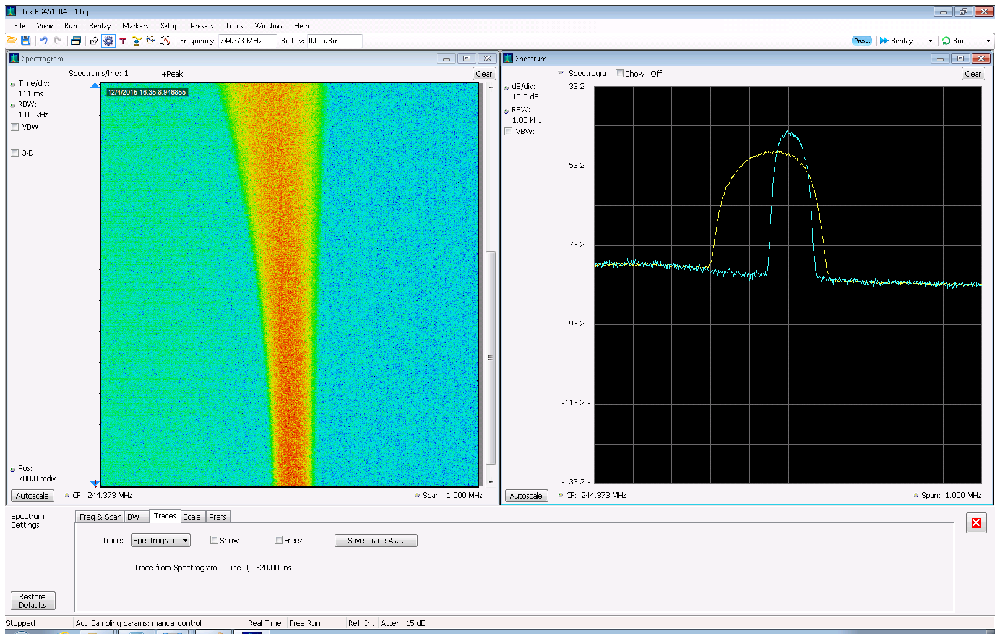 Tek RSA5100A - 1.tiq
File View Run Replay Markers Setup Presets Tools Window Help
T Frequency: 244.373 MHz RefLev: 0.00 dBm Preset Replay Run
Spectrogram
Spectrums/line: 1 +Peak Clear
Time/div:
111 ms
RBW:
1.00 kHz
VBW:
3-D
12/4/2015 16:35:8.946855
Pos:
700.0 mdiv
T
Autoscale CF: 244.373 MHz Span: 1.000 MHz
Spectrum
Spectrogra Show Off Clear
dB/div:
10.0 dB
RBW:
1.00 kHz
VBW:
-33.2 -
-53.2 -
-73.2 -
-93.2 -
-113.2 -
-133.2 -
Autoscale CF: 244.373 MHz Span: 1.000 MHz
Spectrum
Settings
Freq & Span BW Traces Scale Prefs
Trace: Spectrogram Show Freeze Save Trace As...
Trace from Spectrogram: Line 0, -320.000ns
Restore
Defaults
Stopped Acq Sampling params: manual control Real Time Free Run Ref: Int Atten: 15 dB